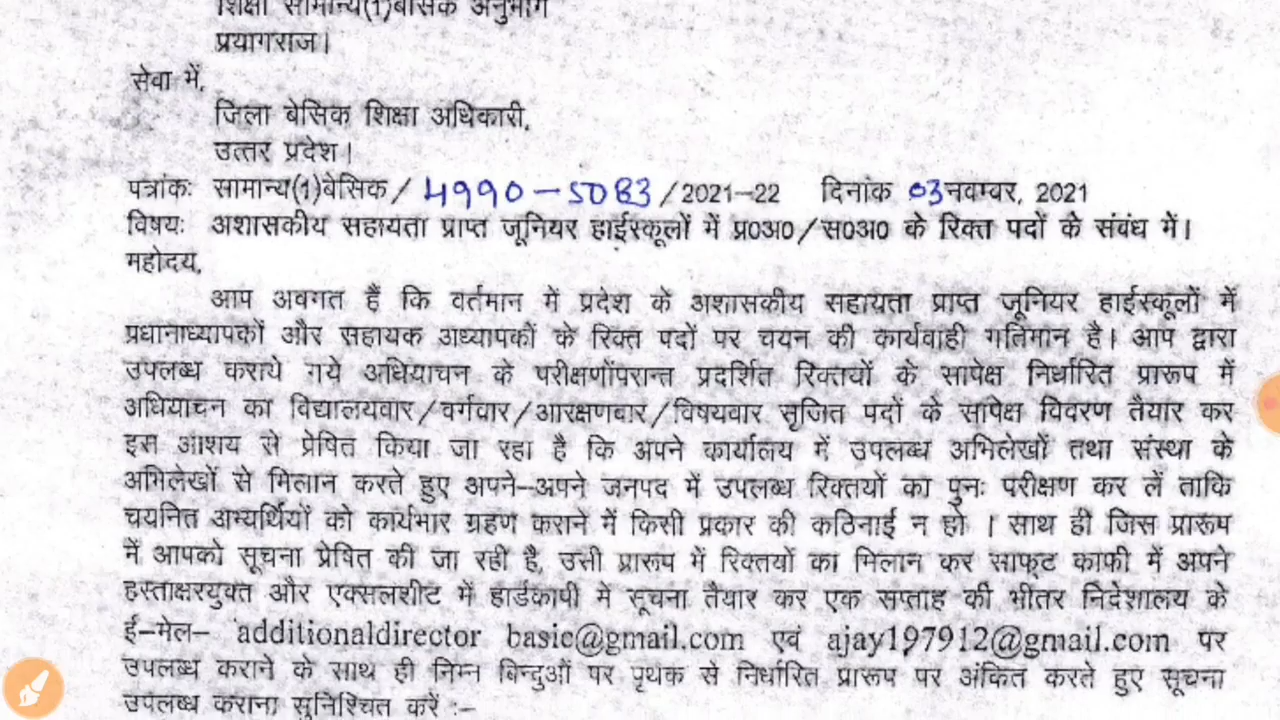 शिक्षा सामान्य(1)बेसिक अनुभाग
प्रयागराज।
सेवा में,
जिला बेसिक शिक्षा अधिकारी,
उत्तर प्रदेश।
पत्रांकः सामान्य(1)बेसिक / 4990-5083 /2021-22 दिनांक 03नवम्बर, 2021
विषयः अशासकीय सहायता प्राप्त जूनियर हाईस्कूलों में प्र0अ0/स0अ0 के रिक्त पदों के संबंध में।
महोदय,
आप अवगत हैं कि वर्तमान में प्रदेश के अशासकीय सहायता प्राप्त जूनियर हाईस्कूलों में
प्रधानाध्यापकों और सहायक अध्यापकों के रिक्त पदों पर चयन की कार्यवाही गतिमान है। आप द्वारा
उपलब्ध कराये गये अधियाचन के परीक्षणोंपरान्त प्रदर्शित रिक्तयों के सापेक्ष निर्धारित प्रारूप में
अधियाचन का विद्यालयवार/वर्गवार/आरक्षणवार/विषयवार सृजित पदों के सापेक्ष विवरण तैयार कर
इस आशय से प्रेषित किया जा रहा है कि अपने कार्यालय में उपलब्ध अभिलेखों तथा संस्था के
अभिलेखों से मिलान करते हुए अपने-अपने जनपद में उपलब्ध रिक्तयों का पुनः परीक्षण कर लें ताकि
चयनित अभ्यर्थियों को कार्यभार ग्रहण कराने में किसी प्रकार की कठिनाई न हो । साथ ही जिस प्रारूप
में आपको सूचना प्रेषित की जा रही है, उसी प्रारूप में रिक्तयों का मिलान कर साफ्ट काफी में अपने
हस्ताक्षरयुक्त और एक्सलशीट में हार्डकापी मे सूचना तैयार कर एक सप्ताह की भीतर निदेशालय के
ई-मेल- additionaldirector basic@gmail.com एवं ajay197912@gmail.com पर
उपलब्ध कराने के साथ ही निम्न बिन्दुओं पर पृथक से निर्धारित प्रारूप पर अंकित करते हुए सूचना
उपलब्ध कराना सुनिश्चित करें :-